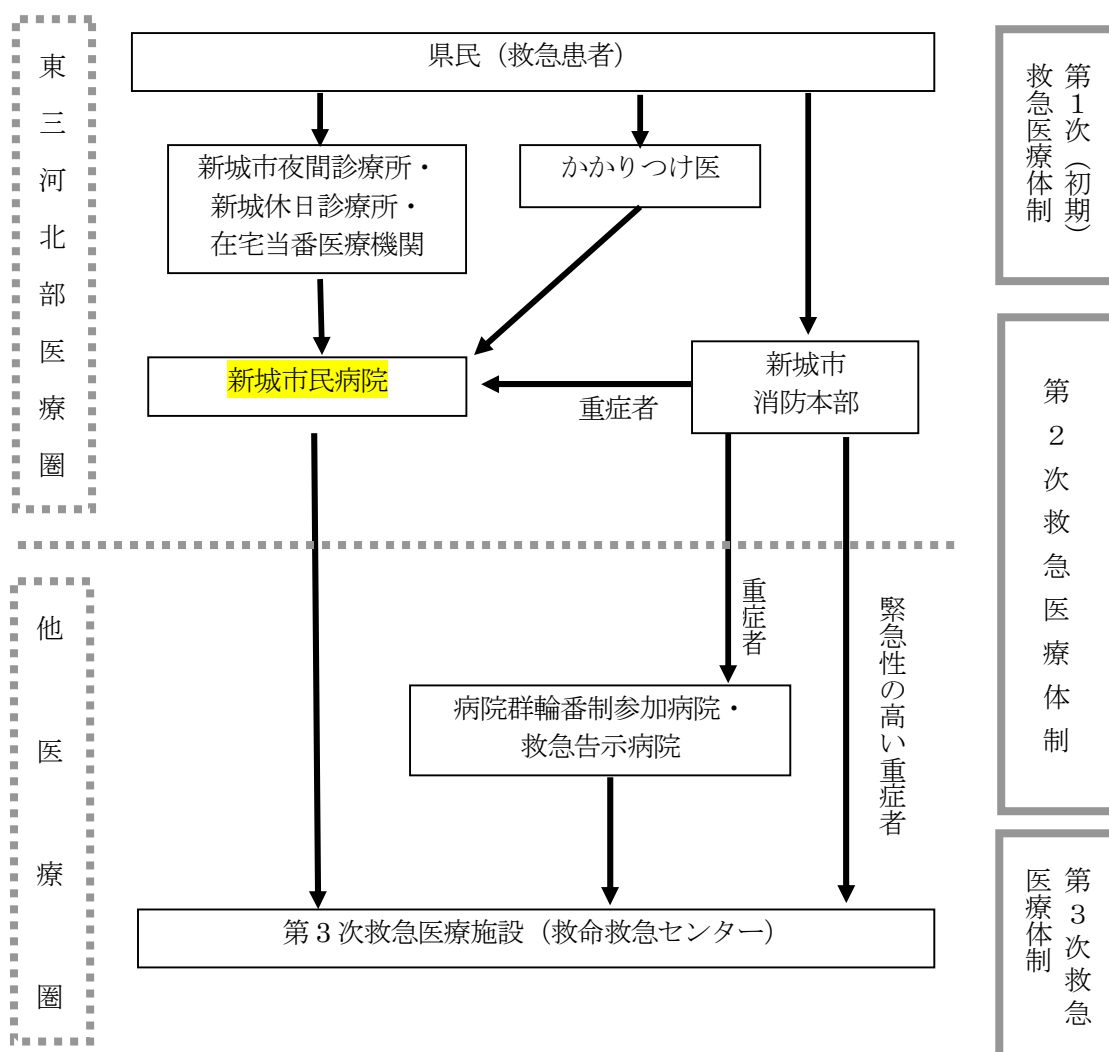 東三河北部医療圏
県民（救急患者）
第１次（初期）
救急医療体制
新城市夜間診療所・
新城休日診療所・
在宅当番医療機関
かかりつけ医
新城市民病院
重症者
新城市
消防本部
第２次救急医療体制
他医療圏
重症者
緊急性の高い重症者
病院群輪番制参加病院・
救急告示病院
第３次救急医療施設（救命救急センター）
第３次救急
医療体制